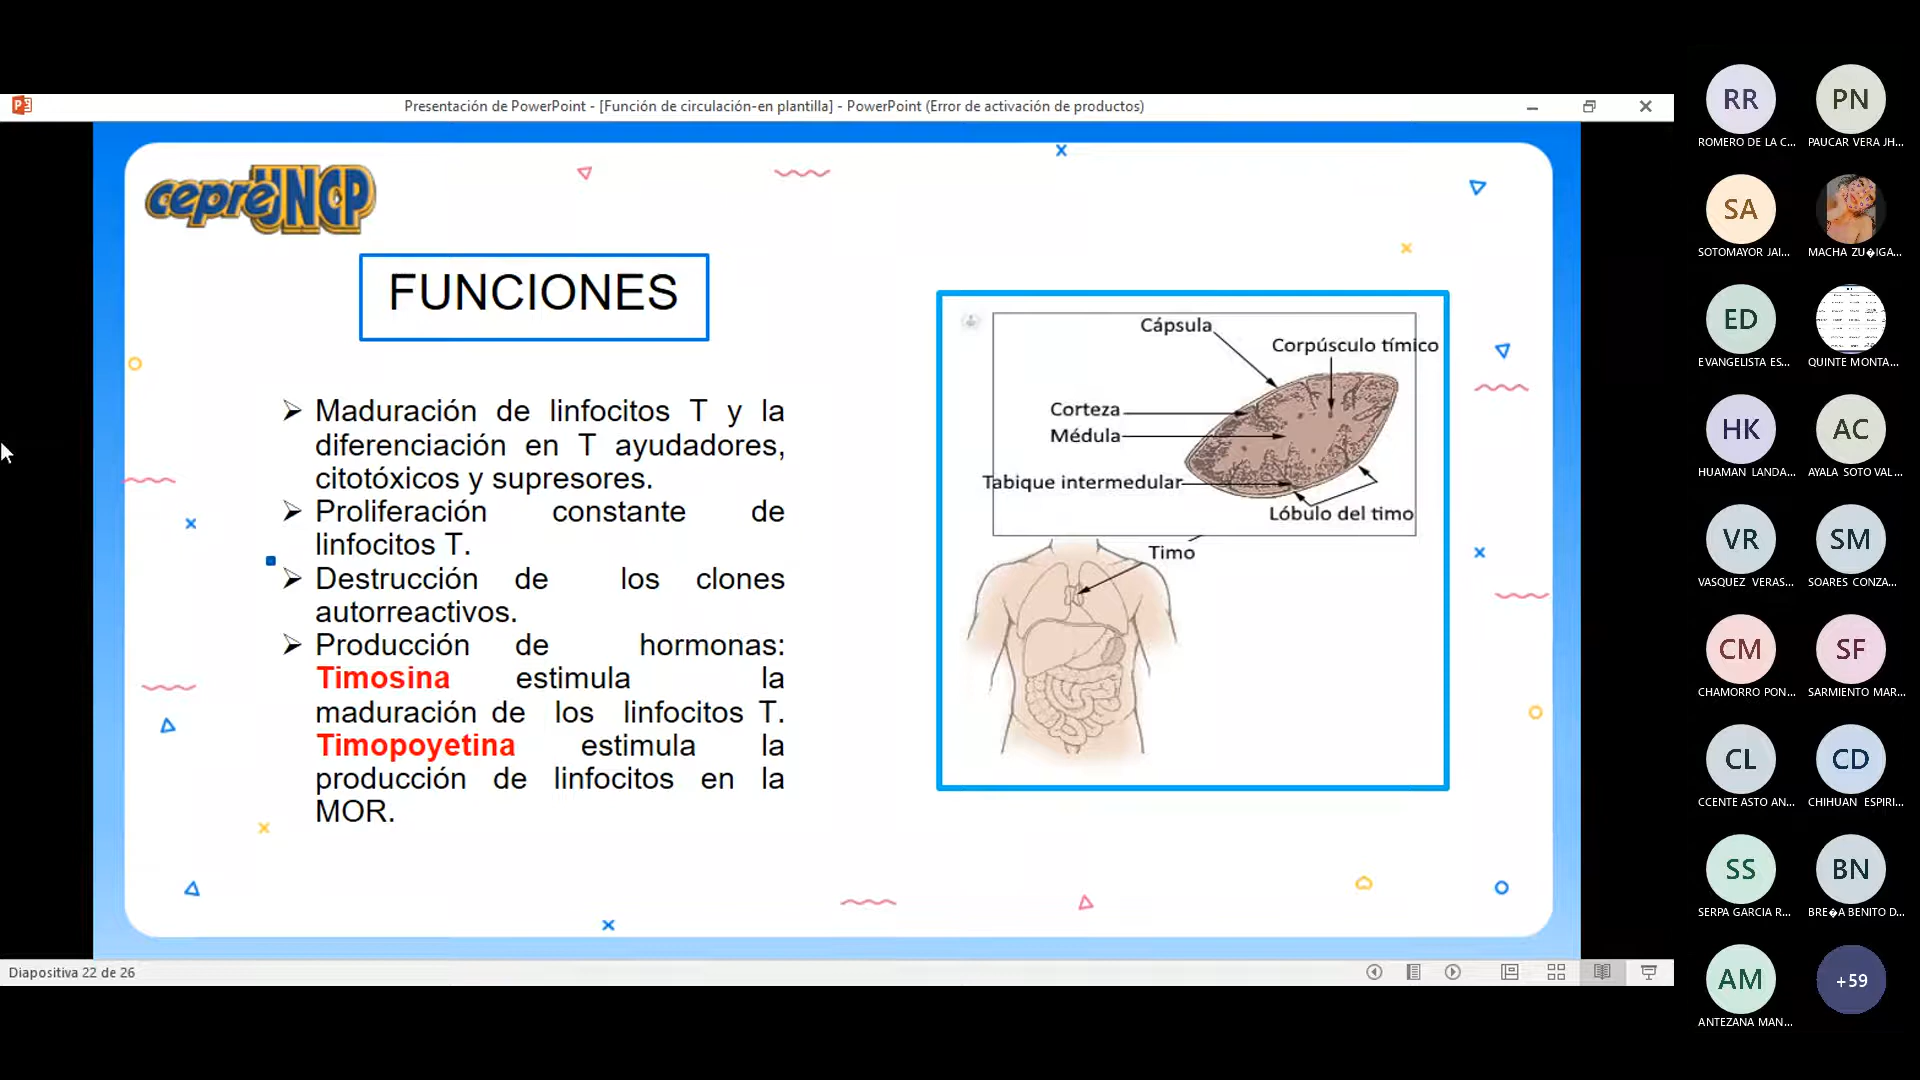 Presentación de PowerPoint - [Función de circulación-en plantilla] - PowerPoint (Error de activación de productos)
cepreUNCP
FUNCIONES
Maduración de linfocitos T y la
diferenciación en T ayudadores,
citotóxicos y supresores.
Proliferación constante de
linfocitos T.
Destrucción de los clones
autorreactivos.
Producción de hormonas:
Timosina estimula la
maduración de los linfocitos T.
Timopoyetina estimula la
producción de linfocitos en la
MOR.
Cápsula
Corpúsculo tímico
Corteza
Médula
Tabique intermedular
Lóbulo del timo
Timo
Diapositiva 22 de 26
RR
PN
ROMERO DE LA C...
PAUCAR VERA JH...
SA
SOTOMAYOR JAI...
MACHA ZU�IGA...
ED
EVANGELISTA ES...
QUINTE MONTA...
HK
AC
HUAMAN LANDA...
AYALA SOTO VAL...
VR
SM
VASQUEZ VERAS...
SOARES CONZA...
CM
SF
CHAMORRO PON...
SARMIENTO MAR...
CL
CD
CCENTE ASTO AN...
CHIHUAN ESPIRI...
SS
BN
SERPA GARCIA R...
BRE�A BENITO D...
AM
+59
ANTEZANA MAN...